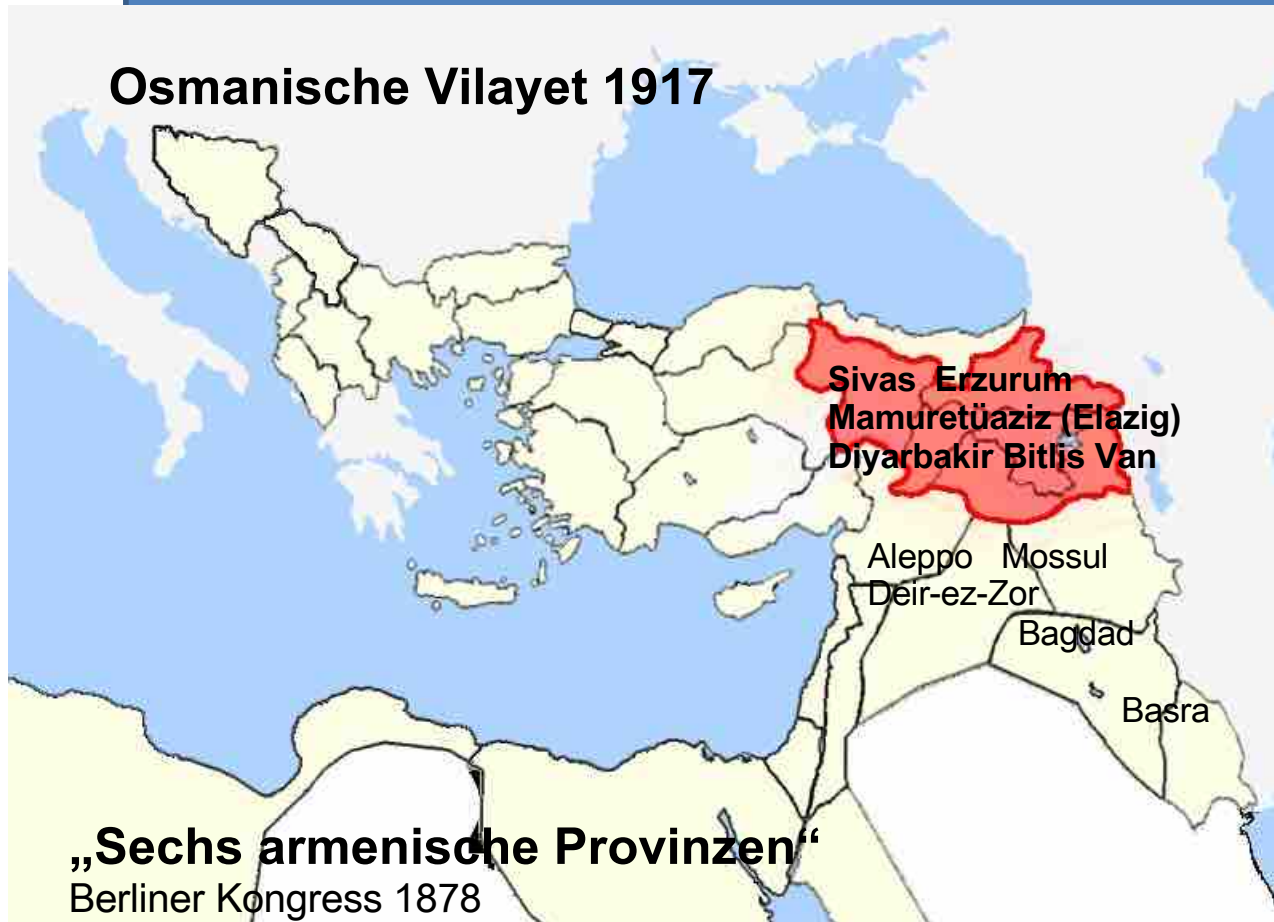 Osmanische Vilayet 1917
Sivas Erzurum
Mamuretüaziz (Elazig)
Diyarbakir Bitlis Van
Aleppo Mossul
Deir-ez-Zor
Bagdad
Basra
„Sechs armenische Provinzen“
Berliner Kongress 1878